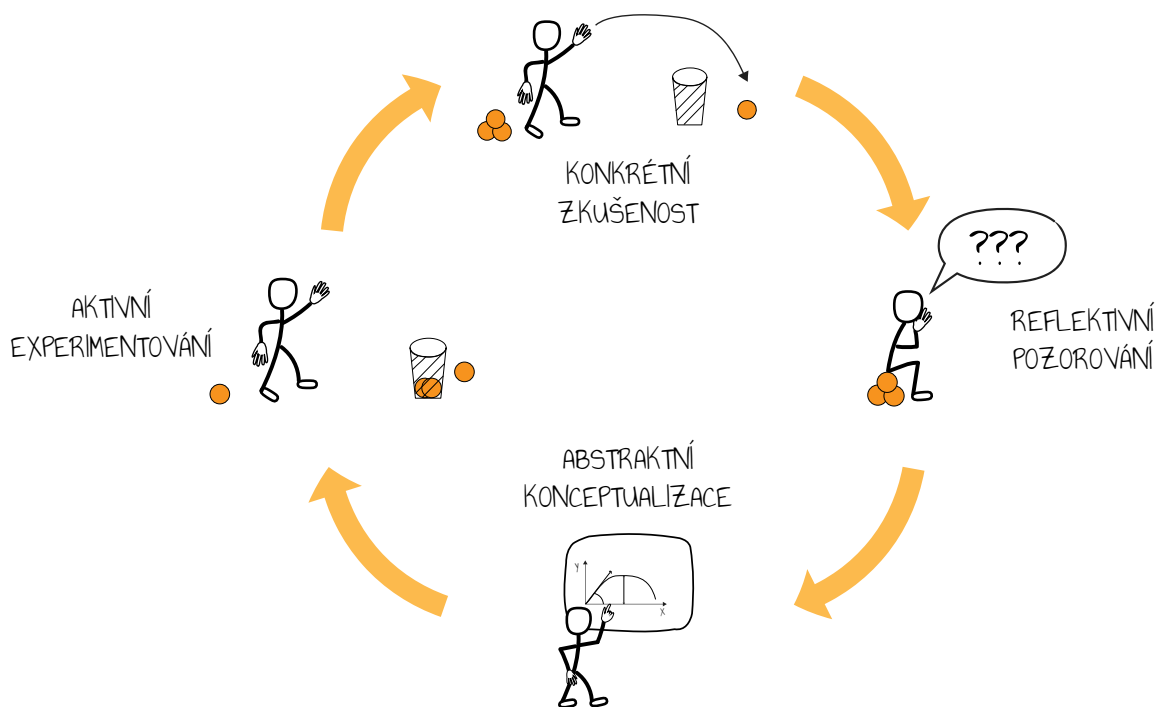 KONKRÉTNÍ
ZKUŠENOST
???
REFLEKTIVNÍ
POZOROVÁNÍ
ABSTRAKTNÍ
KONCEPTUALIZACE
Y
X
AKTIVNÍ
EXPERIMENTOVÁNÍ